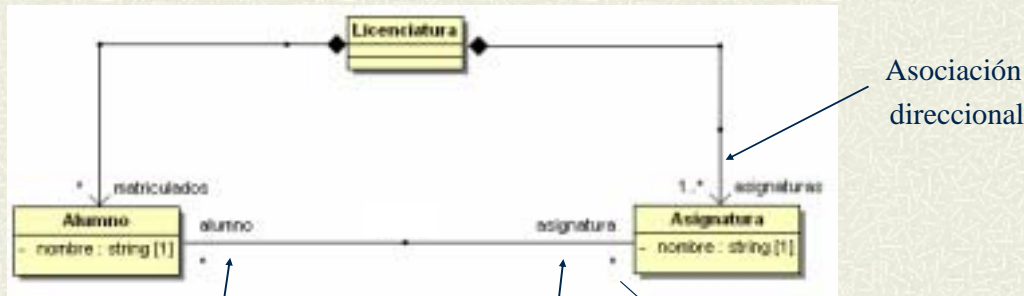 Licenciatura
Asociación
direccional
* matriculados
1..* asignaturas
Alumno
- nombre : string [1]
alumno
*
asignatura
*
Asignatura
- nombre : string [1]